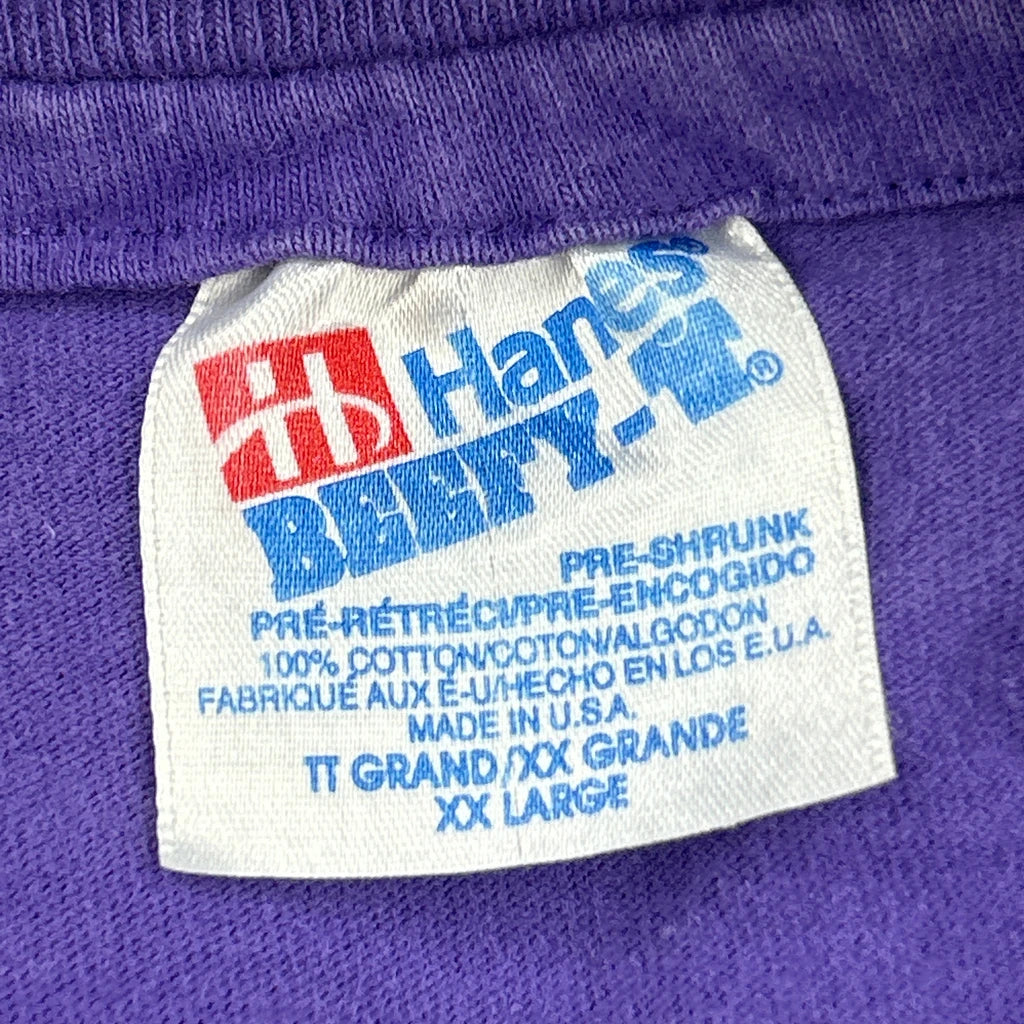 Hanes
BEEFY-T®
PRE-SHRUNK
PRÉ-RÉTRÉCI/PRE-ENCOGIDO
100% COTTON/COTON/ALGODON
FABRIQUÉ AUX É-U/HECHO EN LOS E.U.A.
MADE IN U.S.A.
TT GRAND/XX GRANDE
XX LARGE